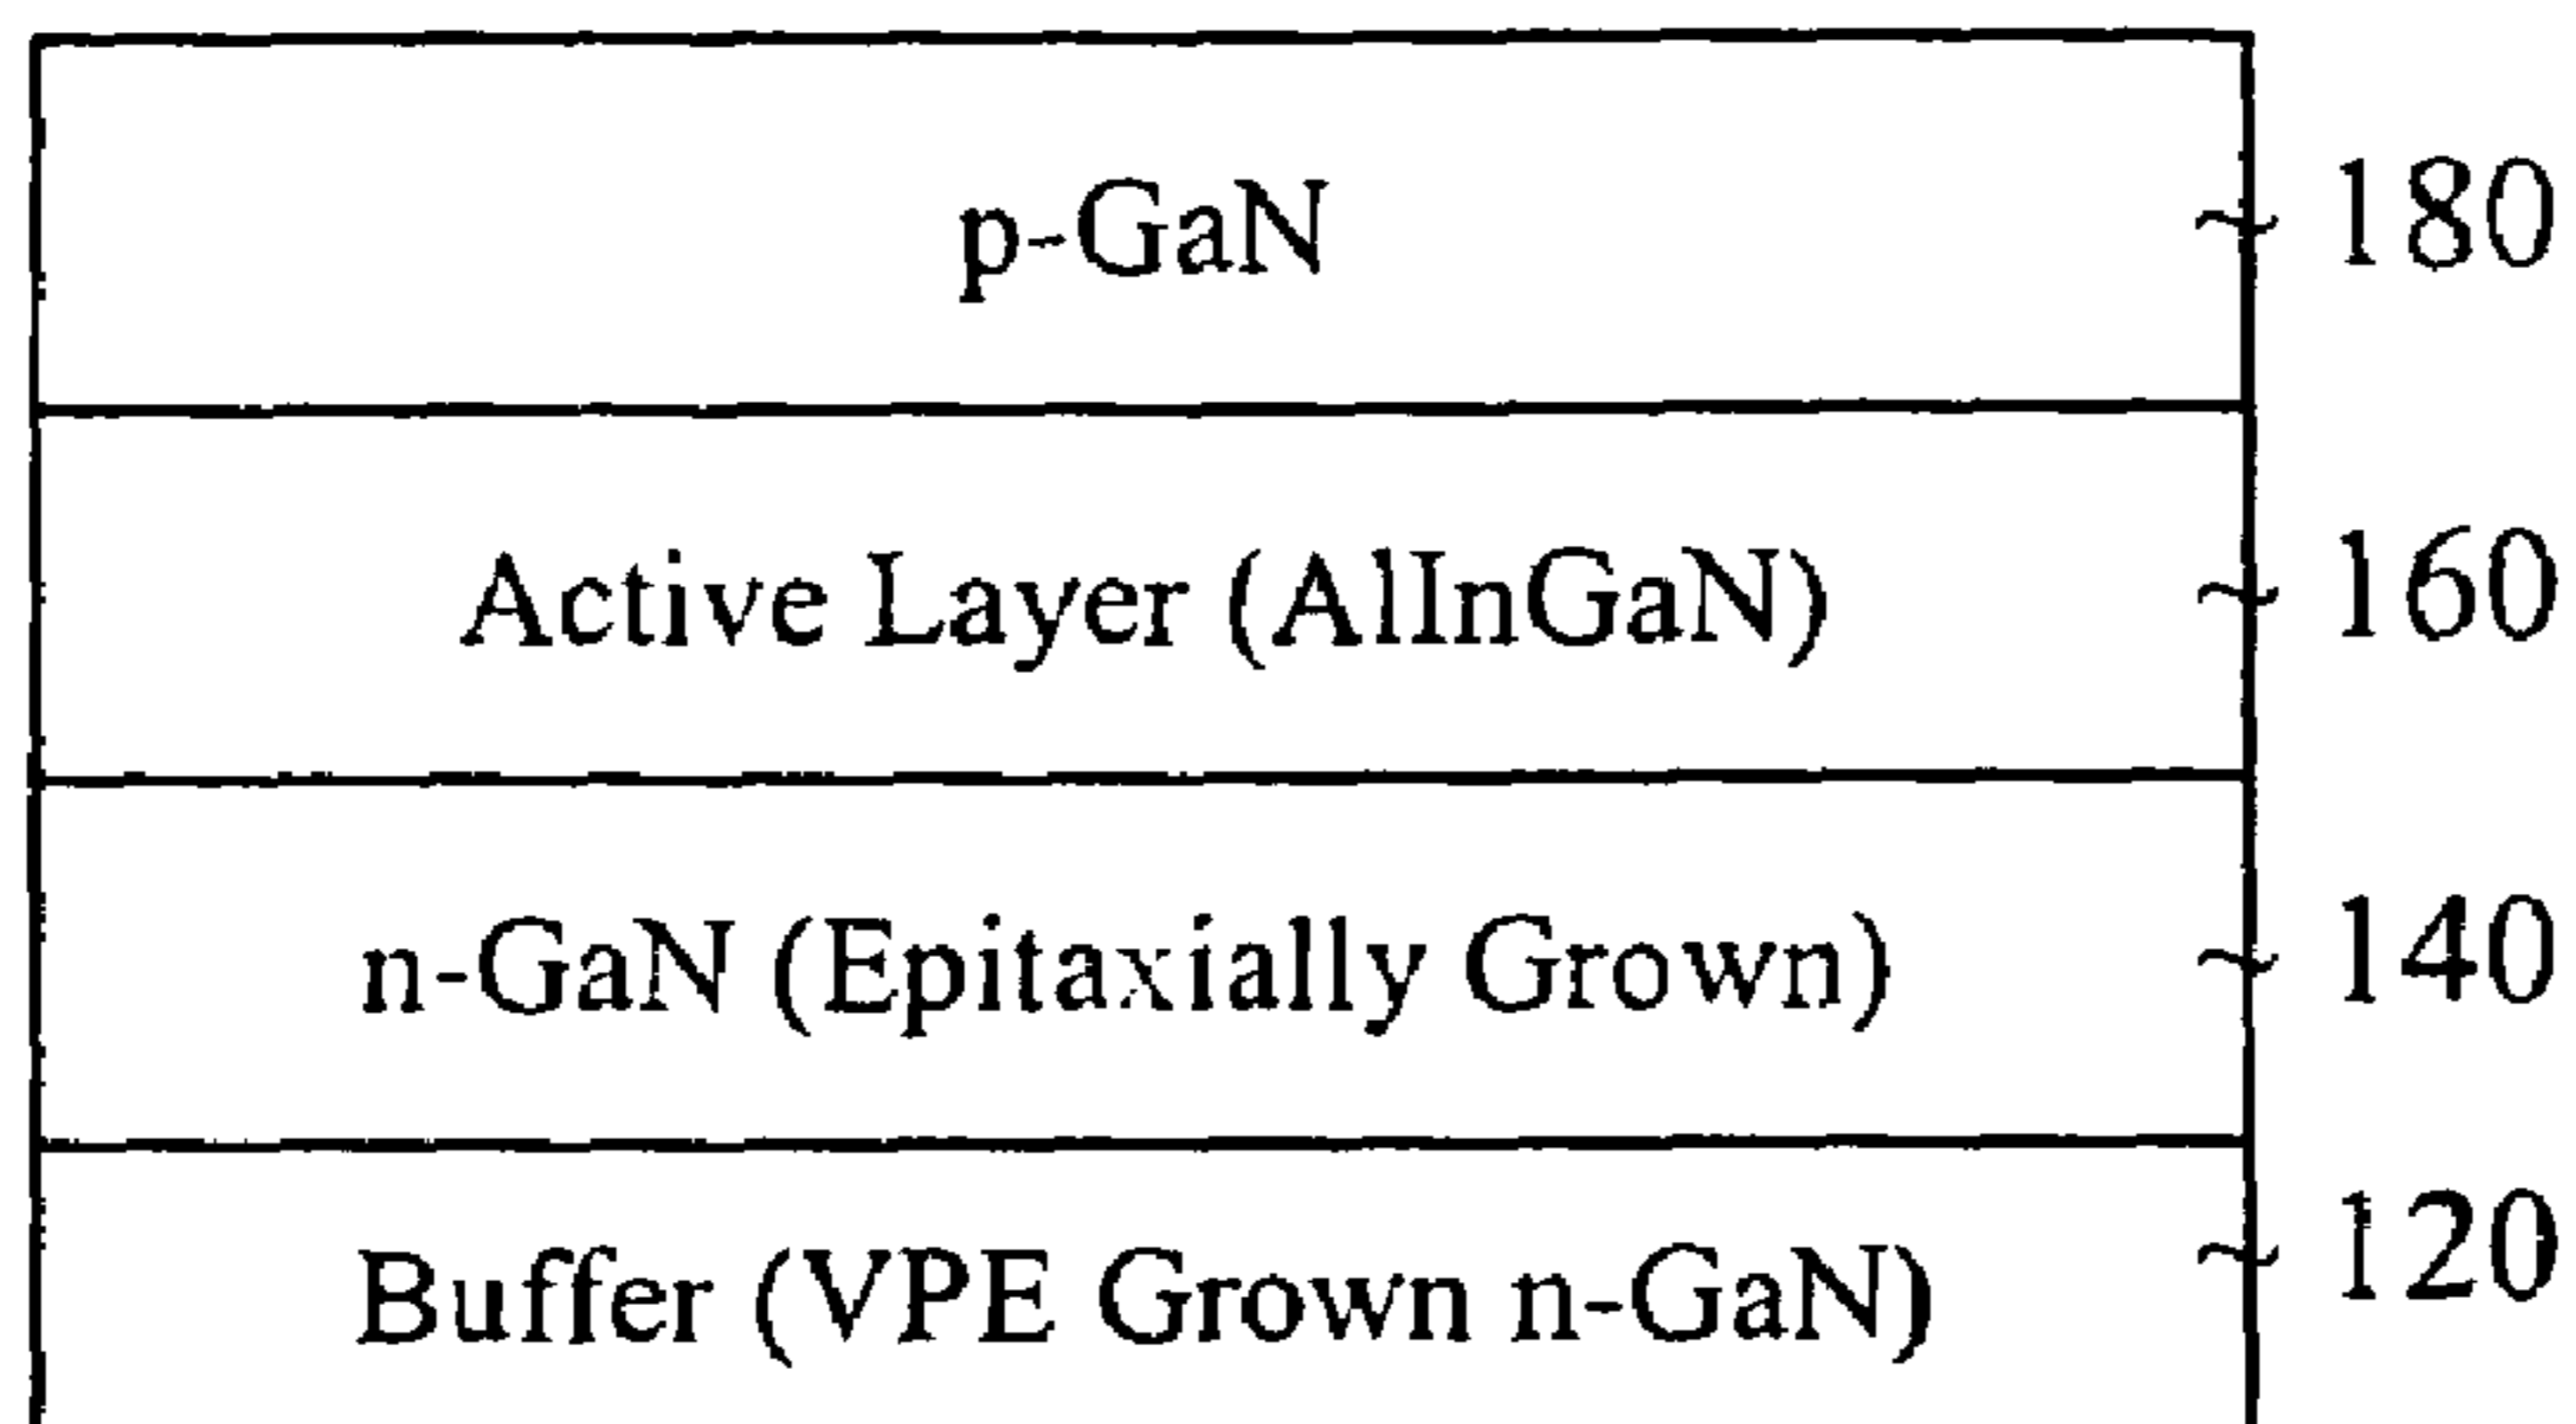 p-GaN ~ 180
Active Layer (AlInGaN) ~ 160
n-GaN (Epitaxially Grown) ~ 140
Buffer (VPE Grown n-GaN) ~ 120